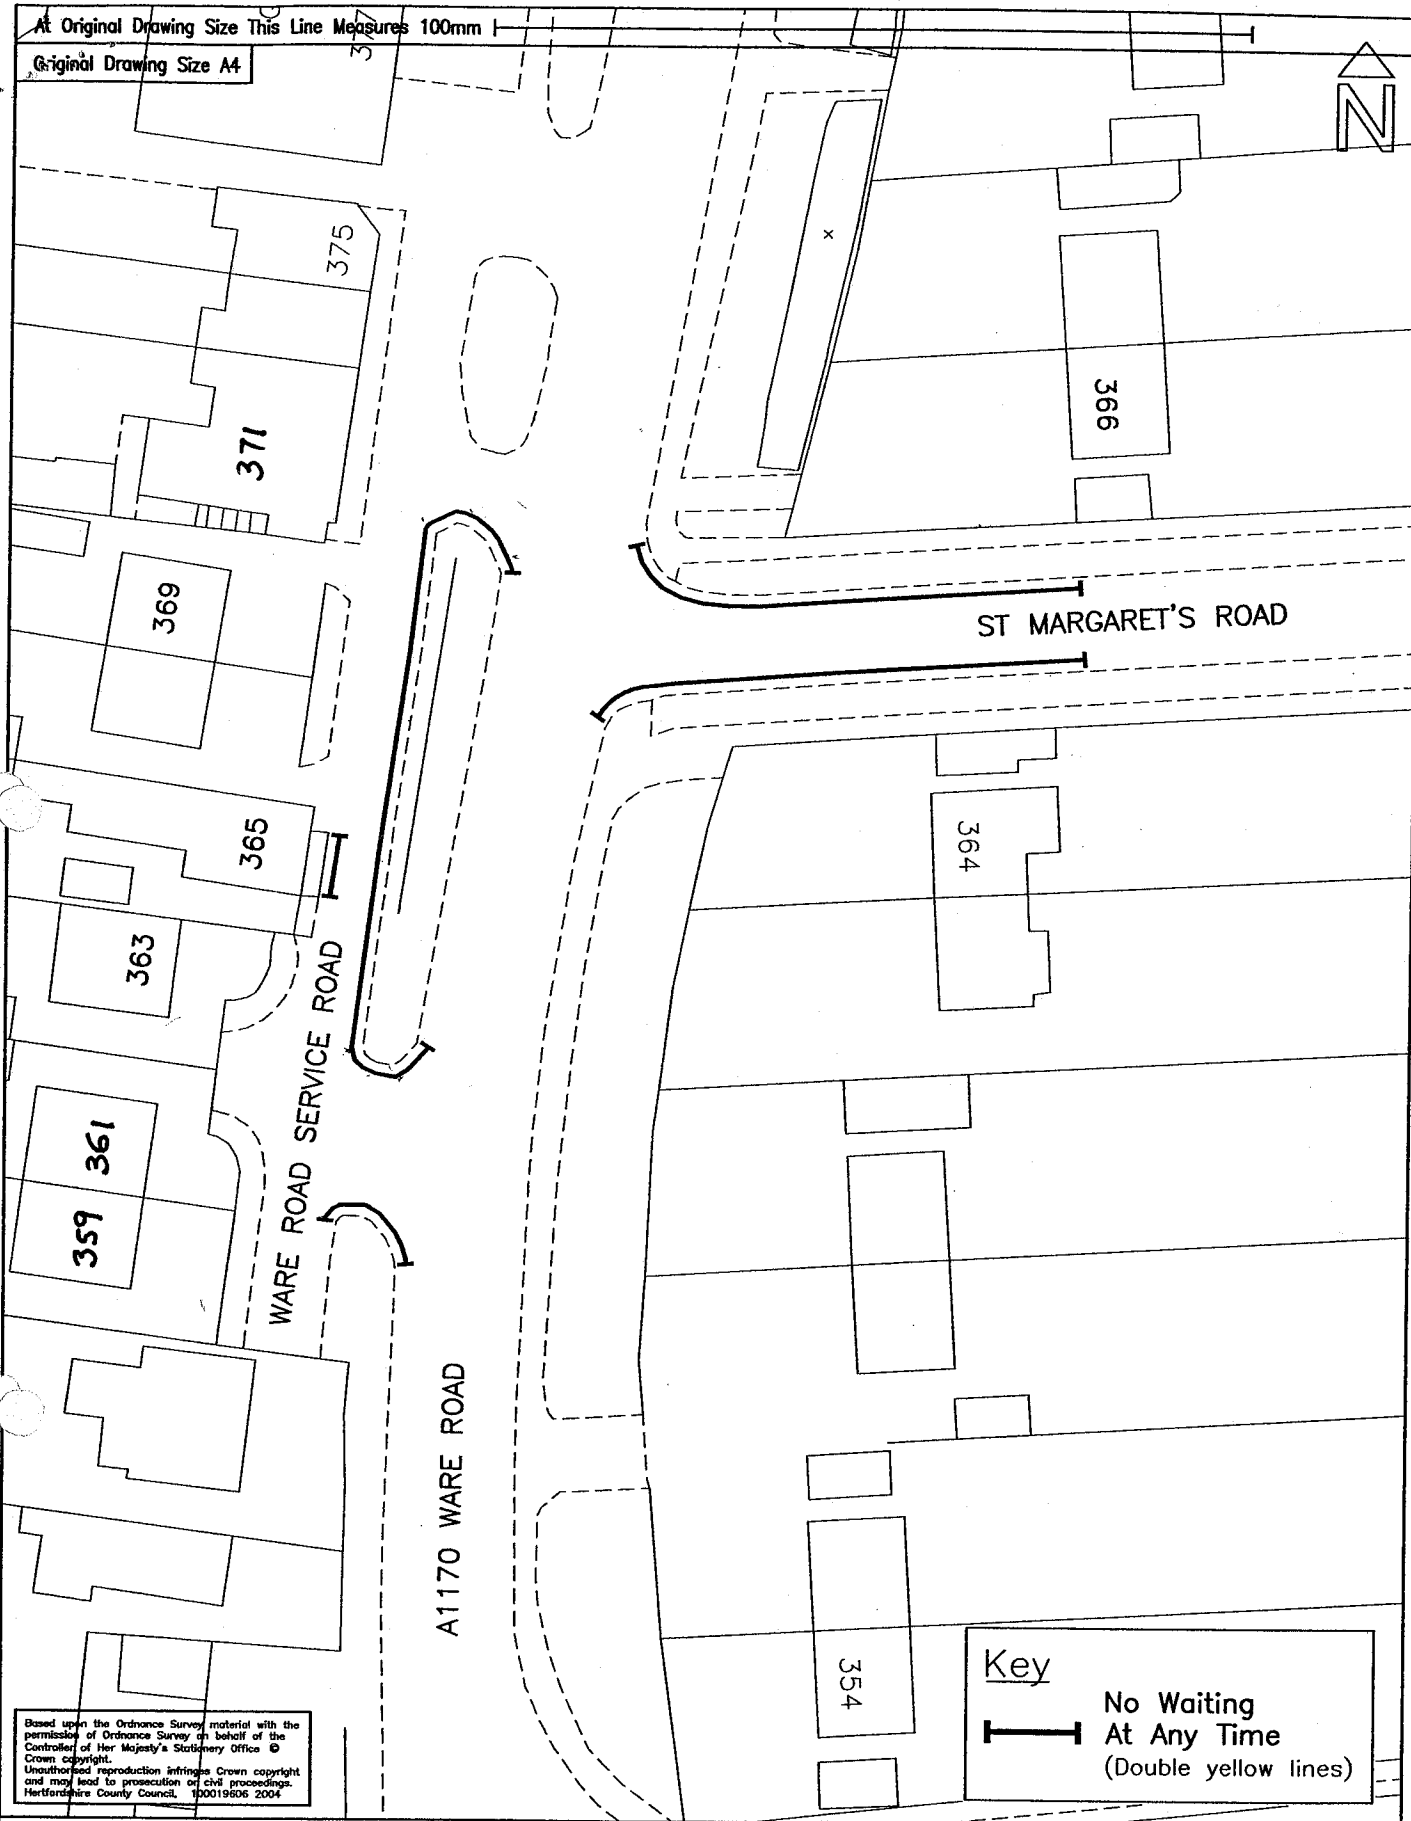 At Original Drawing Size This Line Measures 100mm
Original Drawing Size A4
N
377
375
371
369
365
363
361
359
366
ST MARGARET'S ROAD
364
WARE ROAD SERVICE ROAD
A1170 WARE ROAD
354
Key
No Waiting
At Any Time
(Double yellow lines)
Based upon the Ordnance Survey material with the
permission of Ordnance Survey on behalf of the
Controller of Her Majesty's Stationery Office ©
Crown copyright.
Unauthorised reproduction infringes Crown copyright
and may lead to prosecution or civil proceedings.
Hertfordshire County Council, 100019606 2004